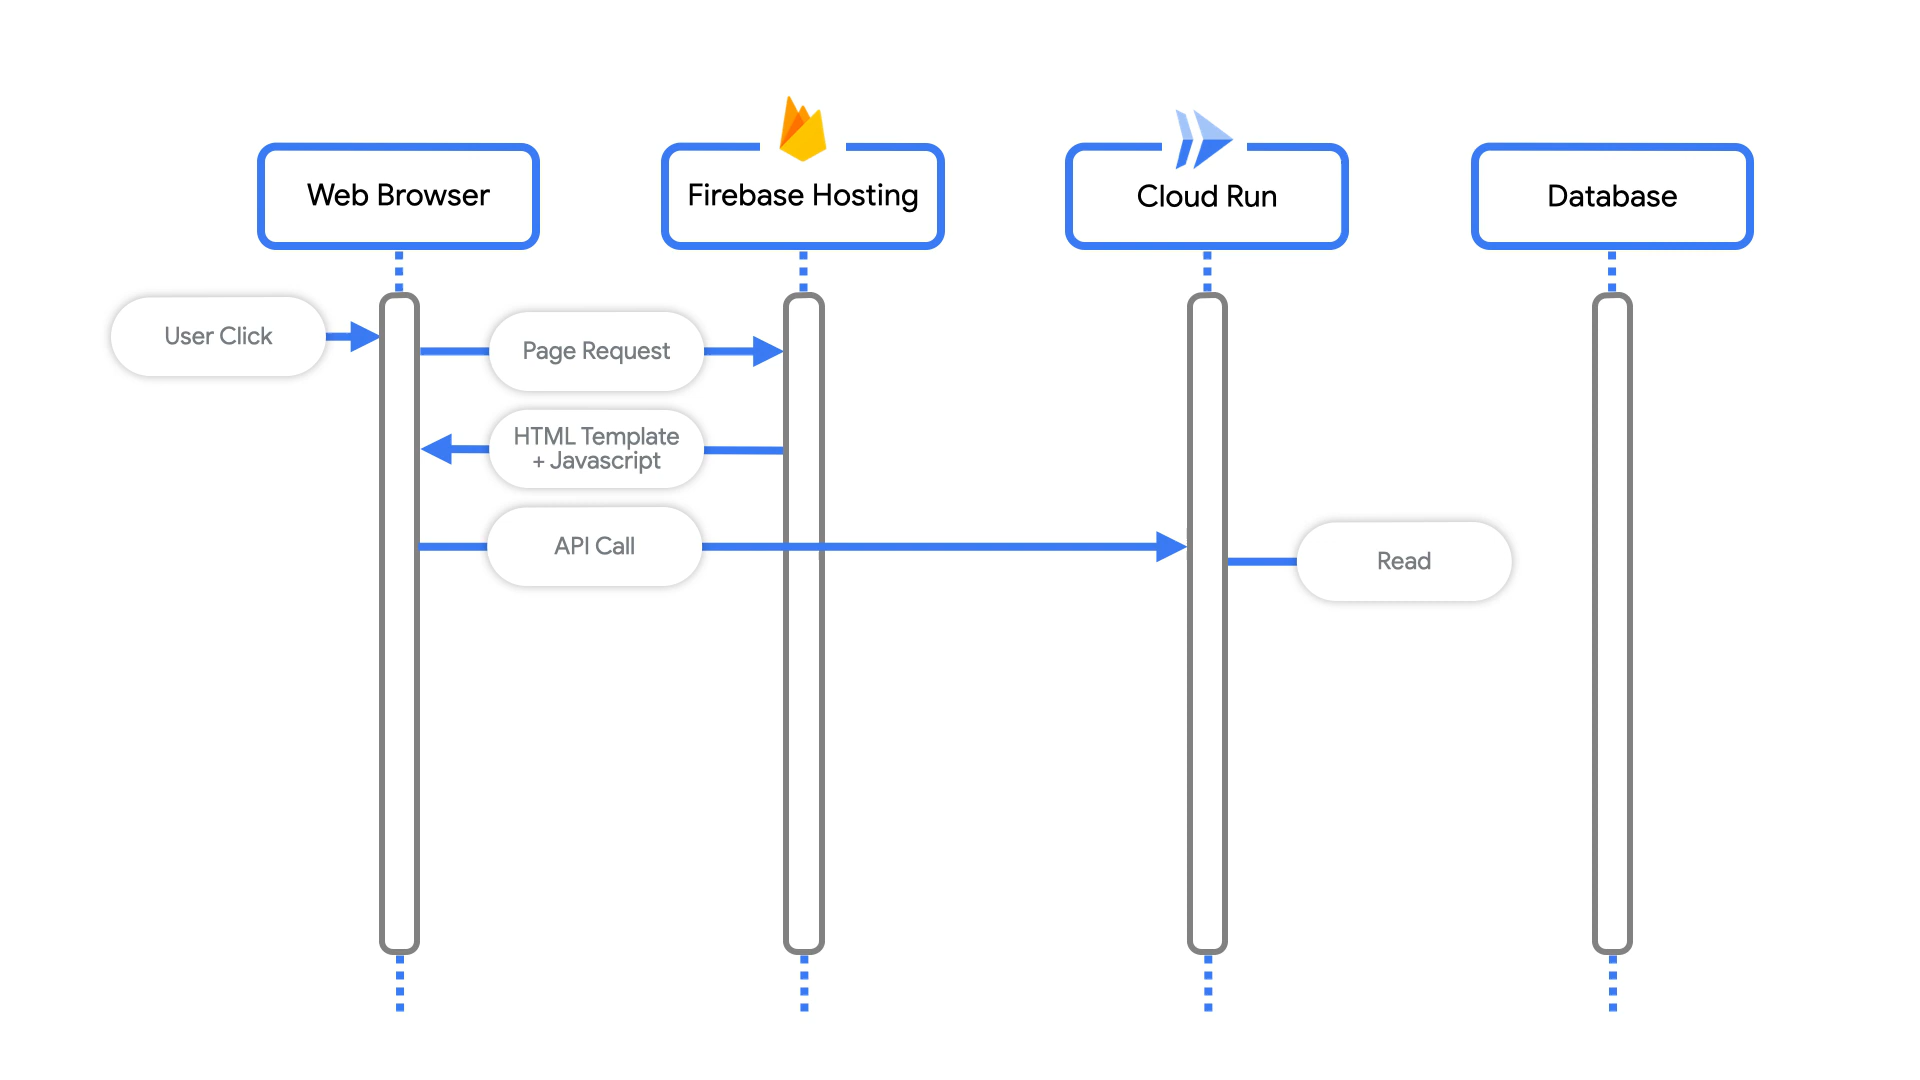 Web Browser
Firebase Hosting
Cloud Run
Database
User Click
Page Request
HTML Template
+ Javascript
API Call
Read